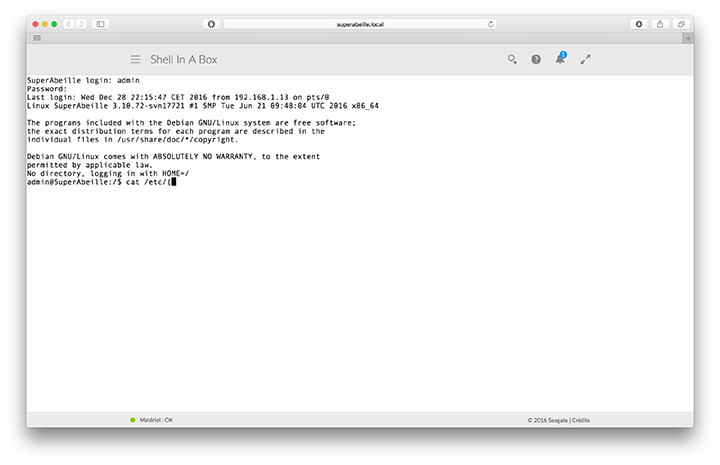 superabeille.local
Shell In A Box
5
SuperAbeille login: admin
Password:
Last login: Wed Dec 28 22:15:47 CET 2016 from 192.168.1.13 on pts/0
Linux SuperAbeille 3.10.72-svn17721 #1 SMP Tue Jun 21 09:48:04 UTC 2016 x86_64
The programs included with the Debian GNU/Linux system are free software;
the exact distribution terms for each program are described in the
individual files in /usr/share/doc/*/copyright.
Debian GNU/Linux comes with ABSOLUTELY NO WARRANTY, to the extent
permitted by applicable law.
No directory, logging in with HOME=/
admin@SuperAbeille:/$ cat /etc/{
Matériel : OK
© 2016 Seagate | Crédits